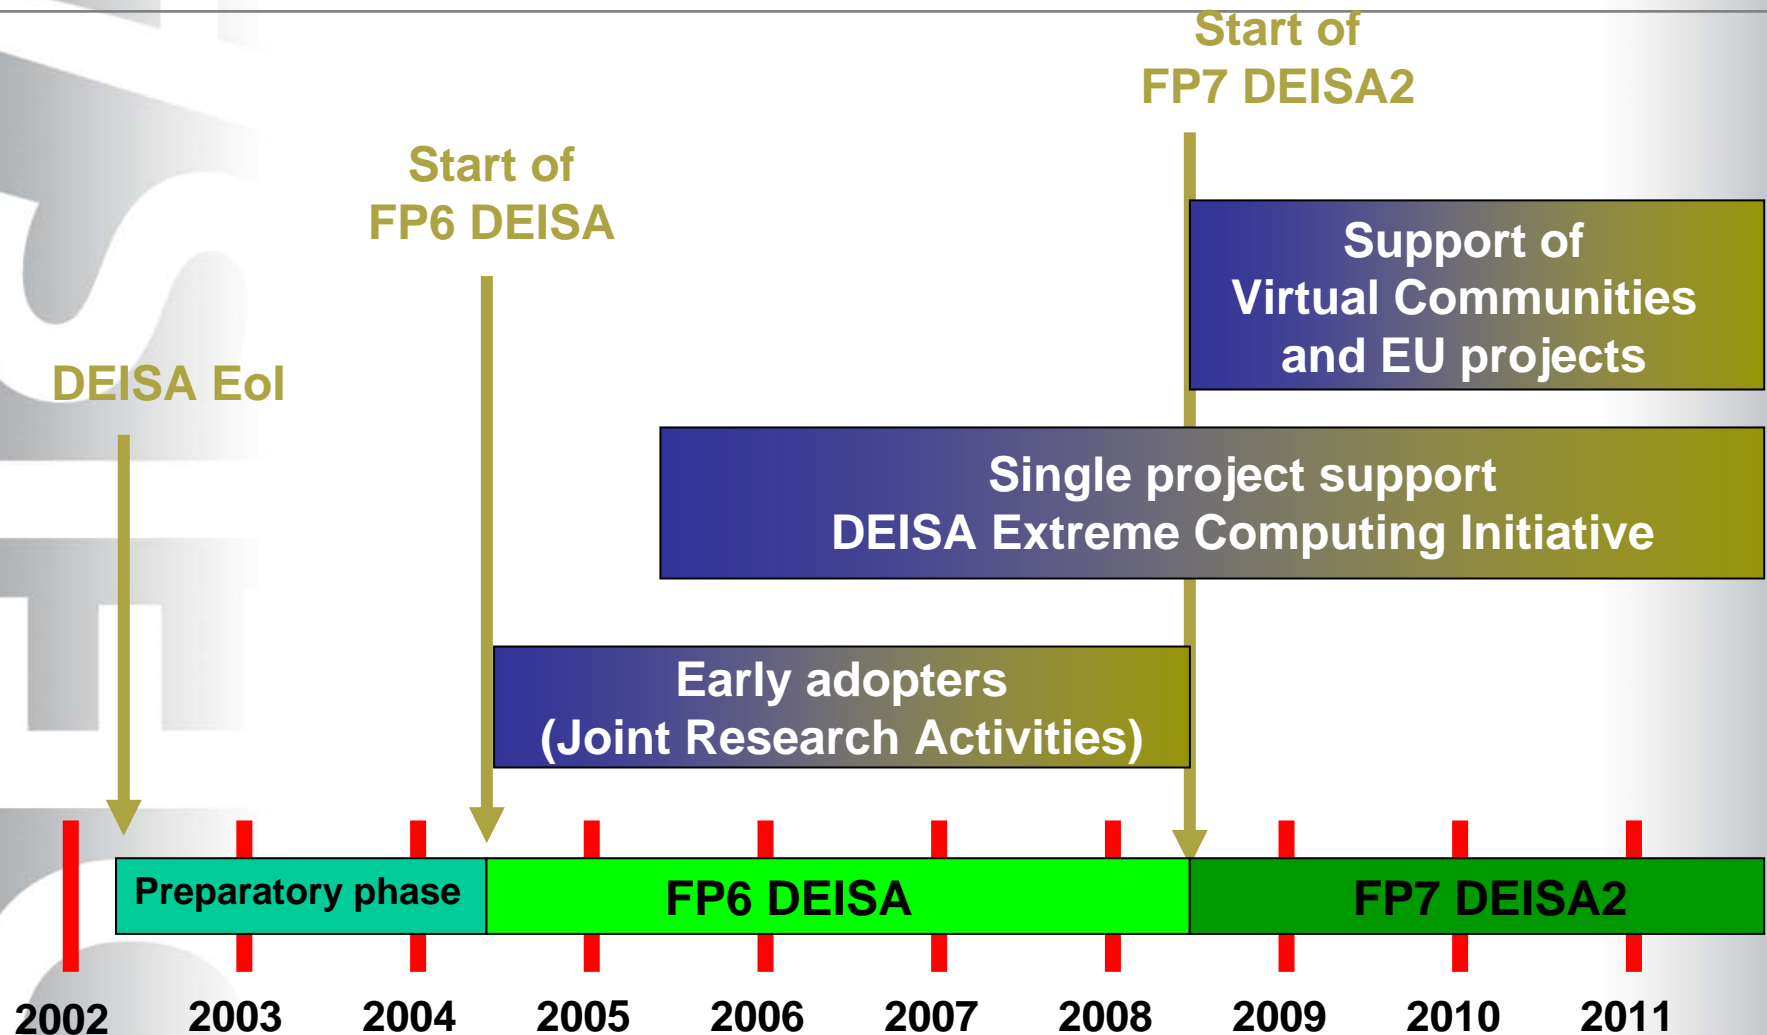 Start of
FP7 DEISA2
Start of
FP6 DEISA
DEISA EoI
Support of
Virtual Communities
and EU projects
Single project support
DEISA Extreme Computing Initiative
Early adopters
(Joint Research Activities)
Preparatory phase
FP6 DEISA
FP7 DEISA2
2002 2003 2004 2005 2006 2007 2008 2009 2010 2011